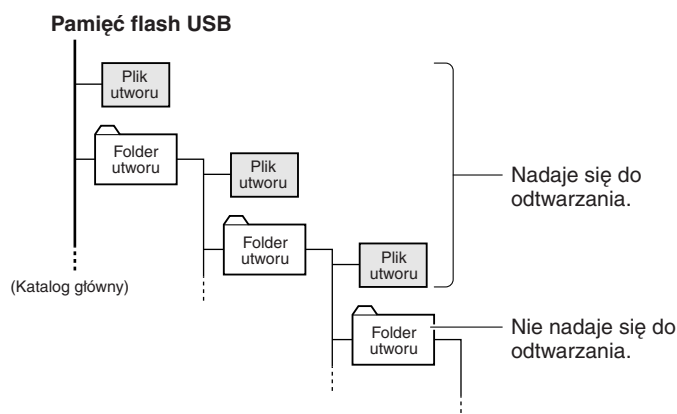 Pamięć flash USB
Plik
utworu
Folder
utworu
Plik
utworu
Nadaje się do
odtwarzania.
Folder
utworu
Plik
utworu
(Katalog główny)
Folder
utworu
Nie nadaje się do
odtwarzania.